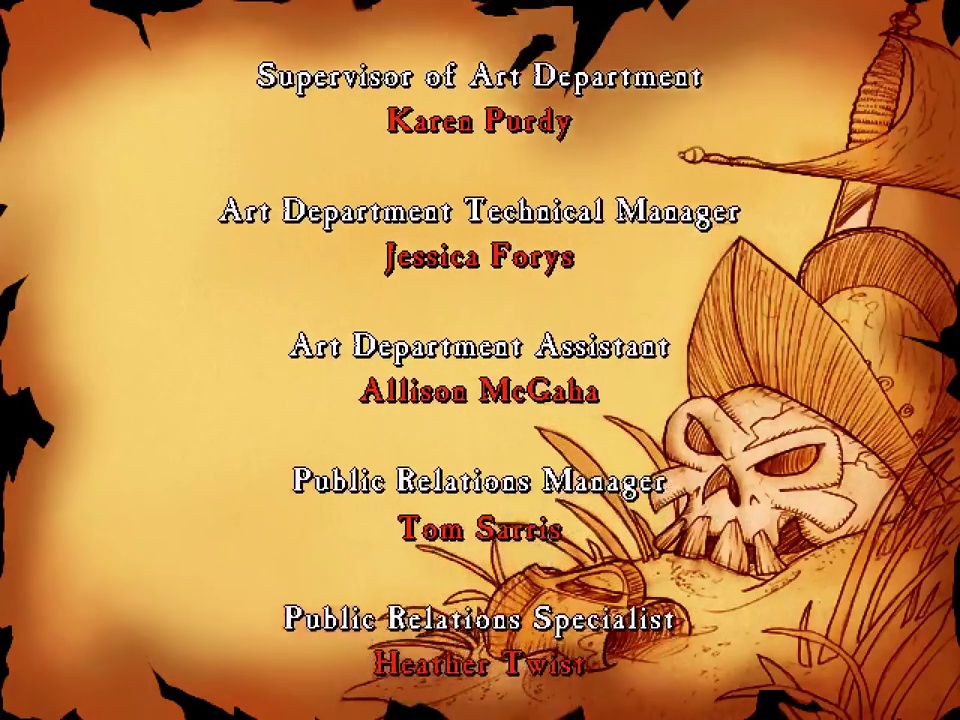 Supervisor of Art Department
Karen Purdy
Art Department Technical Manager
Jessica Forys
Art Department Assistant
Allison McGaha
Public Relations Manager
Tom Sarris
Public Relations Specialist
Heather Twist